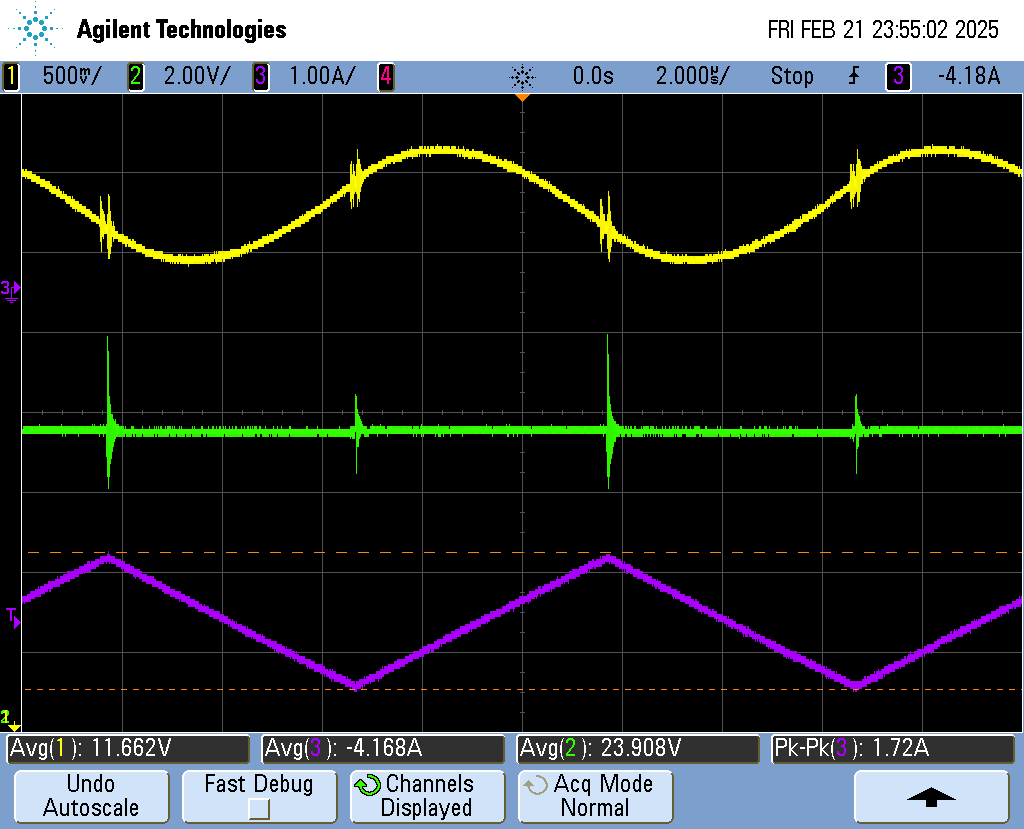 Agilent Technologies
FRI FEB 21 23:55:02 2025
1 500mV/ 2 2.00V/ 3 1.00A/ 4 0.0s 2.000µs/ Stop 3 -4.18A
3
T
2
Avg(1): 11.662V
Avg(3): -4.168A
Avg(2): 23.908V
Pk-Pk(3): 1.72A
Undo
Autoscale
Fast Debug
Channels
Displayed
Acq Mode
Normal